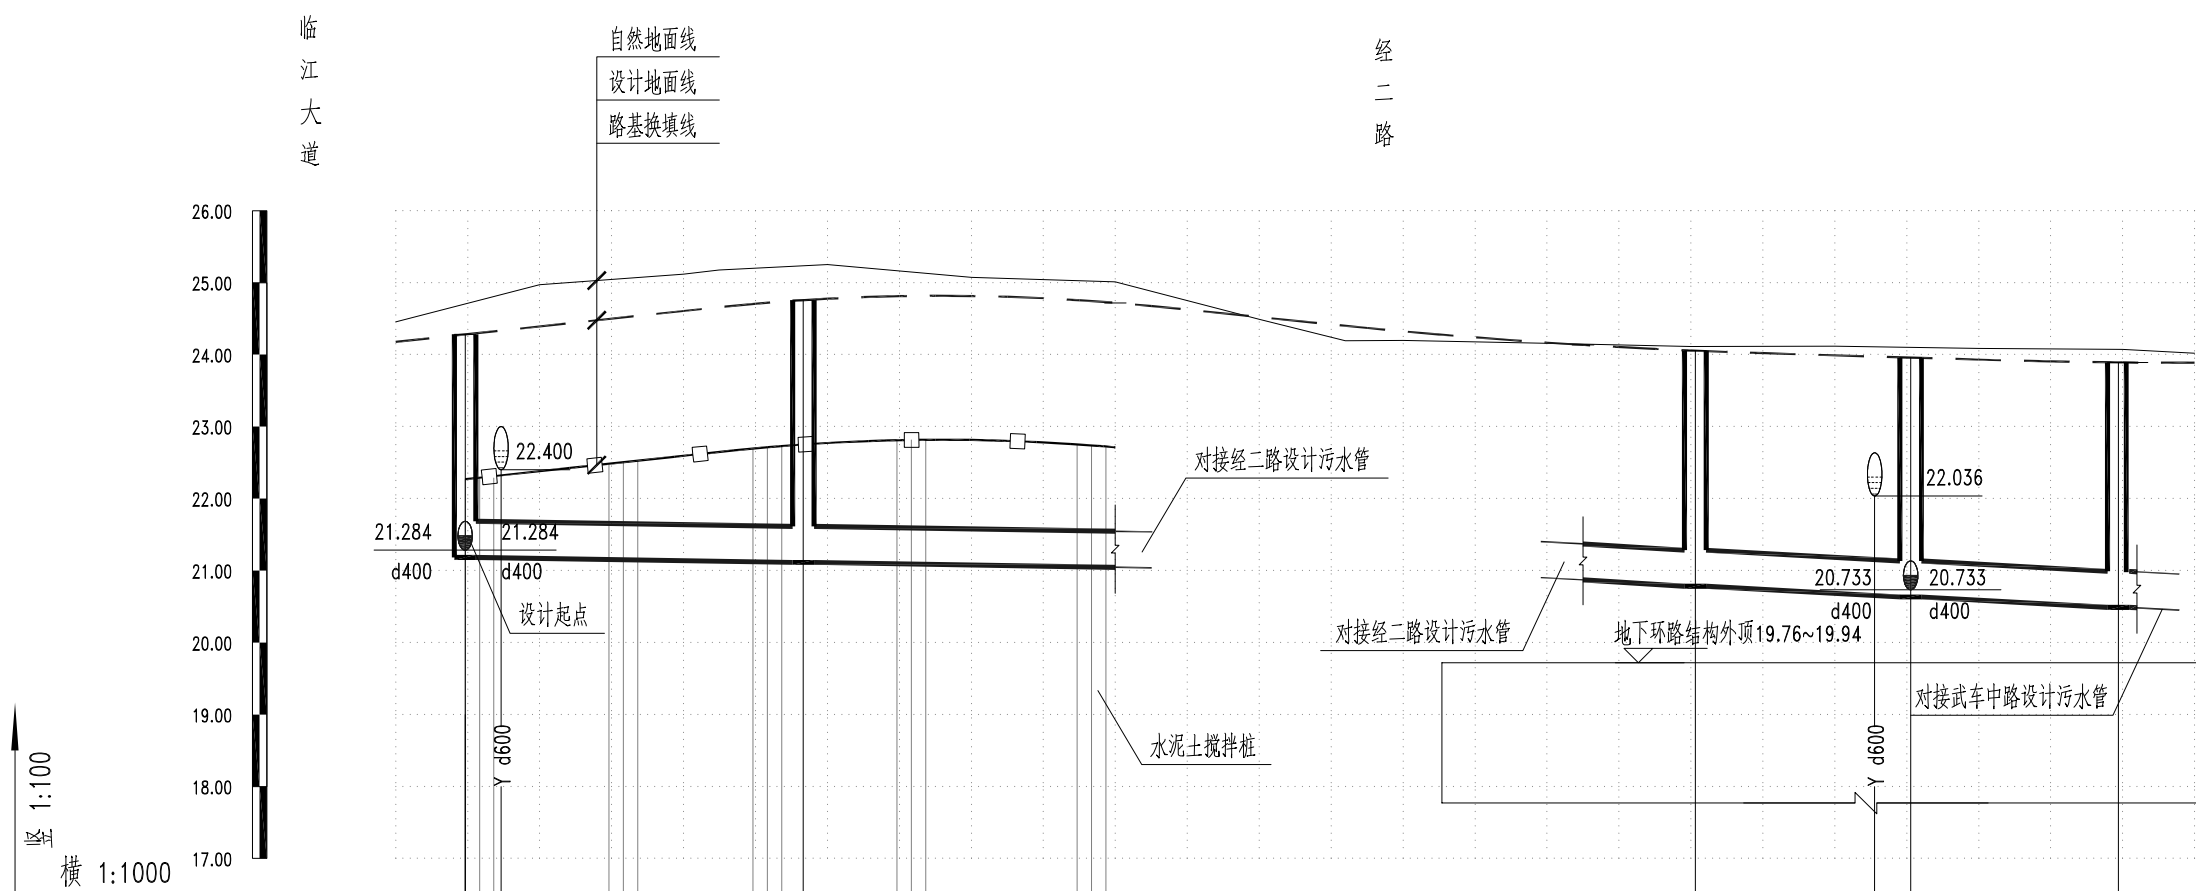 临江大道
自然地面线
设计地面线
路基换填线
经二路
26.00
25.00
24.00
23.00
22.00
21.00
20.00
19.00
18.00
17.00
22.400
21.284
21.284
d400
d400
设计起点
对接经二路设计污水管
22.036
20.733
20.733
d400
d400
对接经二路设计污水管
地下环路结构外顶19.76~19.94
对接武车中路设计污水管
水泥土搅拌桩
Y d600
Y d600
竖 1:100
横 1:1000